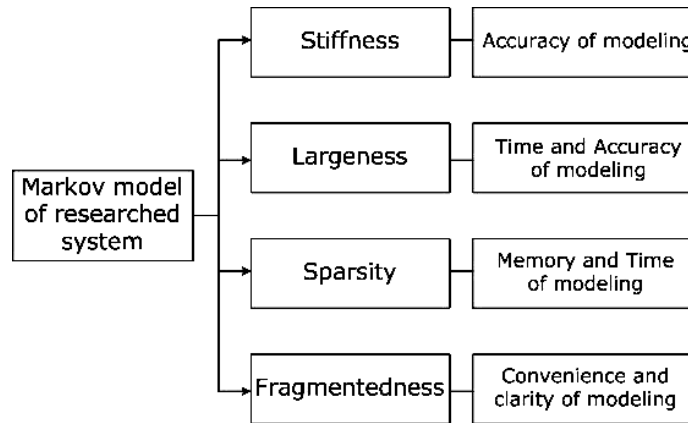 Stiffness
Accuracy of modeling
Largeness
Time and Accuracy
of modeling
Markov model
of researched
system
Sparsity
Memory and Time
of modeling
Fragmentedness
Convenience and
clarity of modeling